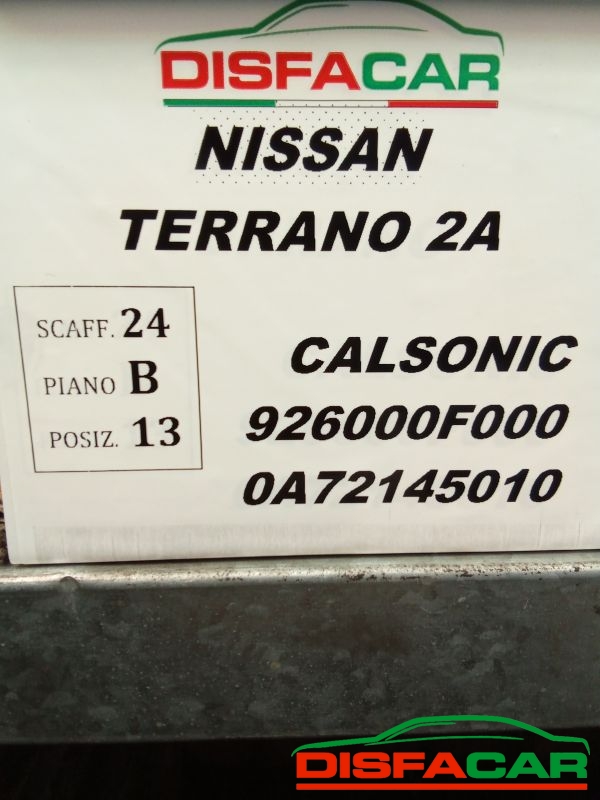 DISFACAR
NISSAN
TERRANO 2A
SCAFF. 24
PIANO B
POSIZ. 13
CALSONIC
926000F000
0A72145010
DISFACAR